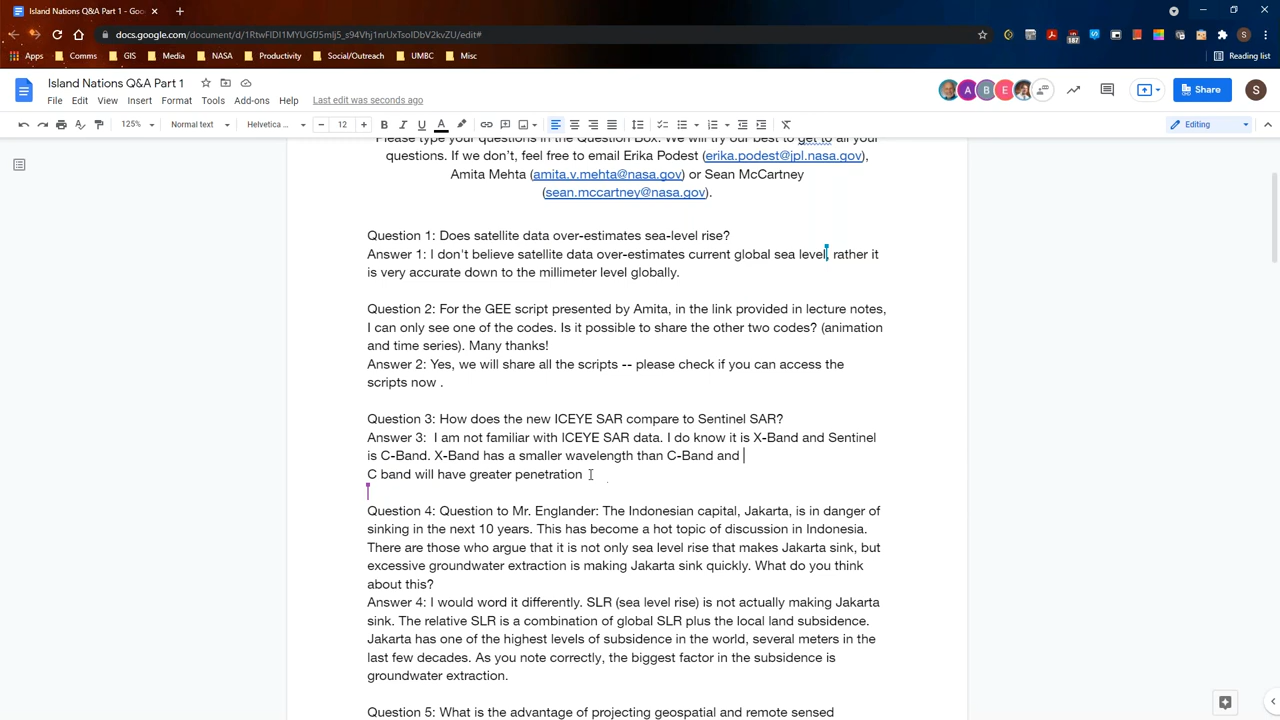 Island Nations Q&A Part 1 - Goo
docs.google.com/document/d/1RtwFIDI1MYUGfJ5mlj5_s94Vhj1nrUxTsoIDbV2kvZU/edit#
Apps Comms GIS Media NASA Productivity Social/Outreach UMBC Misc Reading list
Island Nations Q&A Part 1
File Edit View Insert Format Tools Add-ons Help Last edit was seconds ago
A B E Share S
125% Normal text Helvetica ... 12 B I U A Editing
Please type your questions in the Question Box. We will try our best to get to all your
questions. If we don't, feel free to email Erika Podest (erika.podest@jpl.nasa.gov),
Amita Mehta (amita.v.mehta@nasa.gov) or Sean McCartney
(sean.mccartney@nasa.gov).
Question 1: Does satellite data over-estimates sea-level rise?
Answer 1: I don't believe satellite data over-estimates current global sea level, rather it
is very accurate down to the millimeter level globally.
Question 2: For the GEE script presented by Amita, in the link provided in lecture notes,
I can only see one of the codes. Is it possible to share the other two codes? (animation
and time series). Many thanks!
Answer 2: Yes, we will share all the scripts -- please check if you can access the
scripts now .
Question 3: How does the new ICEYE SAR compare to Sentinel SAR?
Answer 3: I am not familiar with ICEYE SAR data. I do know it is X-Band and Sentinel
is C-Band. X-Band has a smaller wavelength than C-Band and
C band will have greater penetration
Question 4: Question to Mr. Englander: The Indonesian capital, Jakarta, is in danger of
sinking in the next 10 years. This has become a hot topic of discussion in Indonesia.
There are those who argue that it is not only sea level rise that makes Jakarta sink, but
excessive groundwater extraction is making Jakarta sink quickly. What do you think
about this?
Answer 4: I would word it differently. SLR (sea level rise) is not actually making Jakarta
sink. The relative SLR is a combination of global SLR plus the local land subsidence.
Jakarta has one of the highest levels of subsidence in the world, several meters in the
last few decades. As you note correctly, the biggest factor in the subsidence is
groundwater extraction.
Question 5: What is the advantage of projecting geospatial and remote sensed